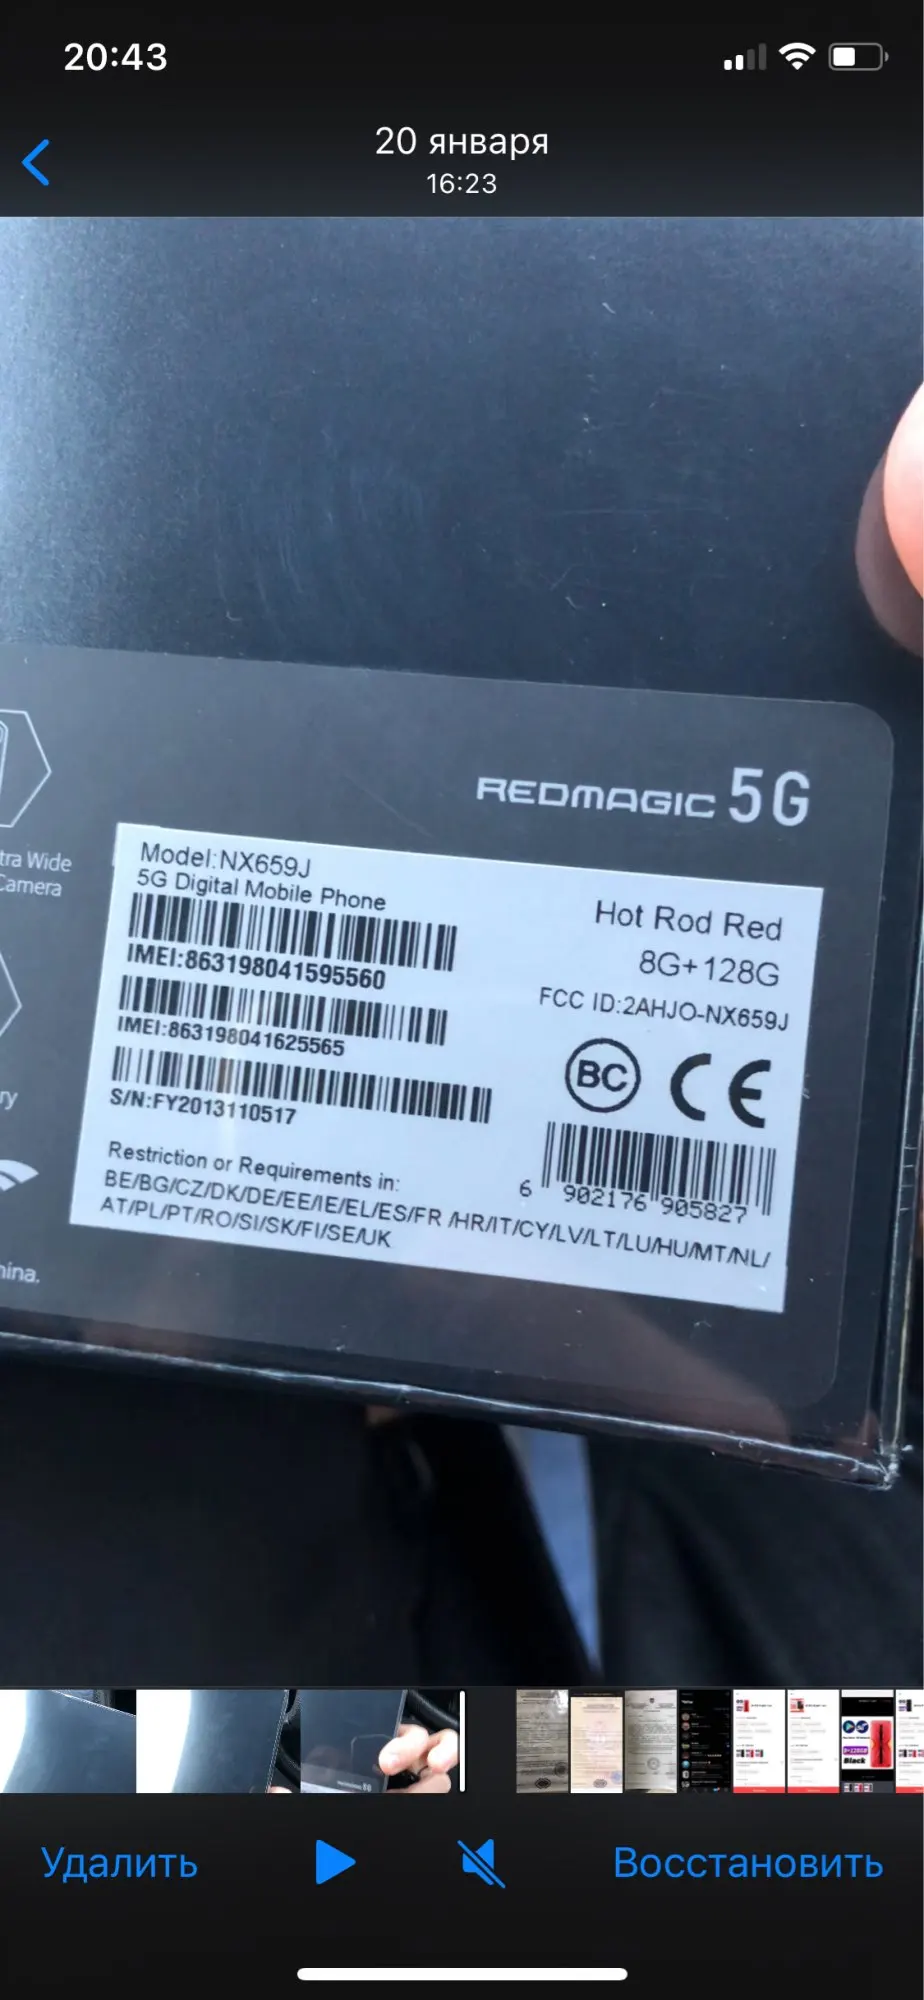 20:43
20 января
16:23
REDMAGIC 5G
tra Wide
Camera
Model:NX659J
5G Digital Mobile Phone
IMEI:863198041595560
IMEI:863198041625565
S/N:FY2013110517
Hot Rod Red
8G+128G
FCC ID:2AHJO-NX659J
BC CE
6 902176 905827
Restriction or Requirements in:
BE/BG/CZ/DK/DE/EE/IE/EL/ES/FR /HR/IT/CY/LV/LT/LU/HU/MT/NL/
AT/PL/PT/RO/SI/SK/FI/SE/UK
ry
hina.
Удалить
Восстановить